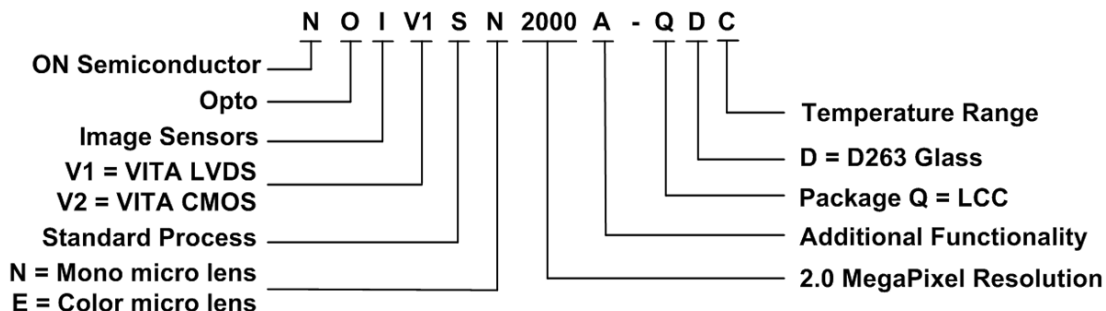 N O I V1 S N 2000 A - Q D C
ON Semiconductor
Opto
Image Sensors
V1 = VITA LVDS
V2 = VITA CMOS
Standard Process
N = Mono micro lens
E = Color micro lens
Temperature Range
D = D263 Glass
Package Q = LCC
Additional Functionality
2.0 MegaPixel Resolution